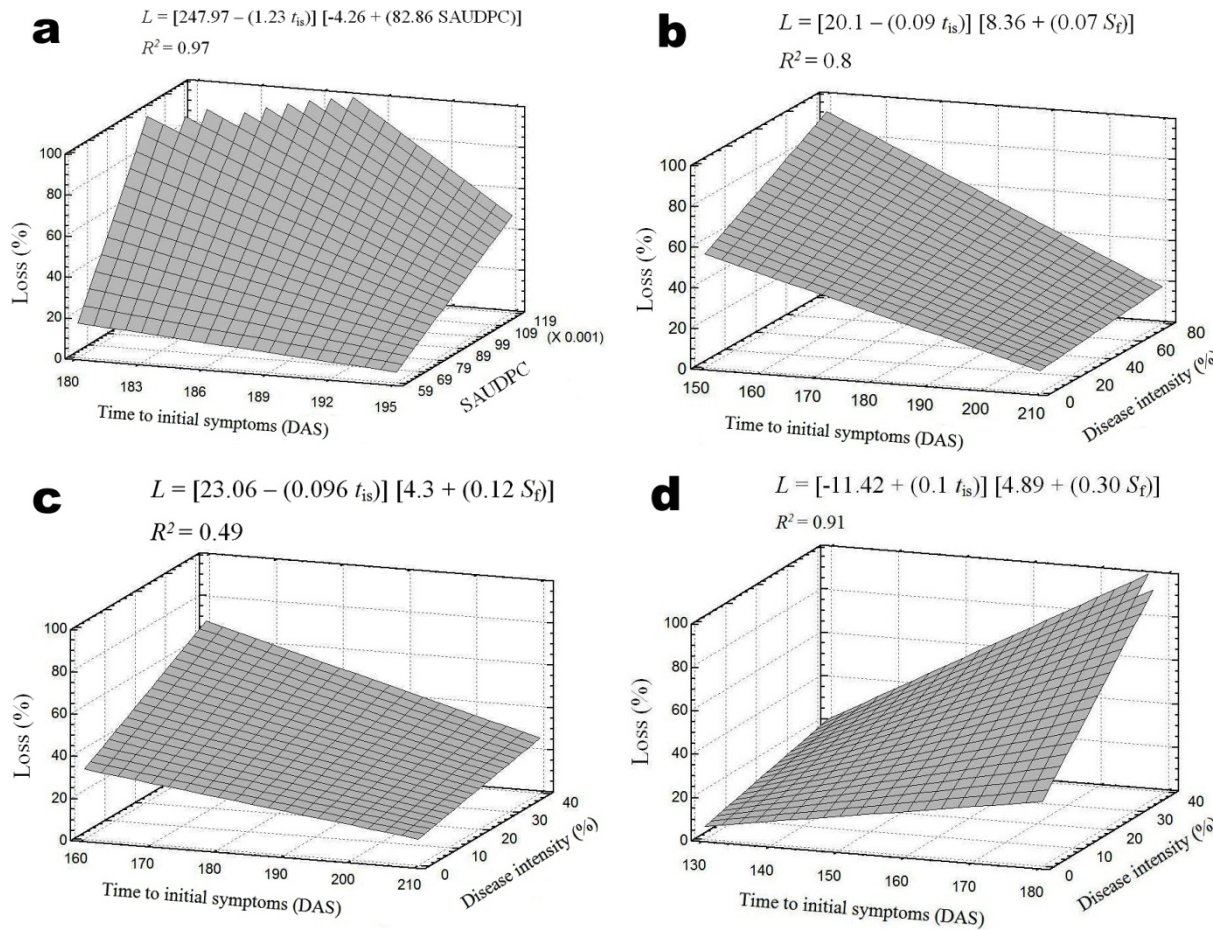 a
L = [247.97 – (1.23 tis)] [-4.26 + (82.86 SAUDPC)]
R² = 0.97
Loss (%)
100
80
60
40
20
0
180
183
186
189
192
195
Time to initial symptoms (DAS)
59
69
79
89
99
109
119
(X 0.001)
SAUDPC
b
L = [20.1 – (0.09 tis)] [8.36 + (0.07 Sf)]
R² = 0.8
Loss (%)
100
80
60
40
20
0
150
160
170
180
190
200
210
Time to initial symptoms (DAS)
0
20
40
60
80
Disease intensity (%)
c
L = [23.06 – (0.096 tis)] [4.3 + (0.12 Sf)]
R² = 0.49
Loss (%)
100
80
60
40
20
0
160
170
180
190
200
210
Time to initial symptoms (DAS)
0
10
20
30
40
Disease intensity (%)
d
L = [-11.42 + (0.1 tis)] [4.89 + (0.30 Sf)]
R² = 0.91
Loss (%)
100
80
60
40
20
0
130
140
150
160
170
180
Time to initial symptoms (DAS)
0
10
20
30
40
Disease intensity (%)